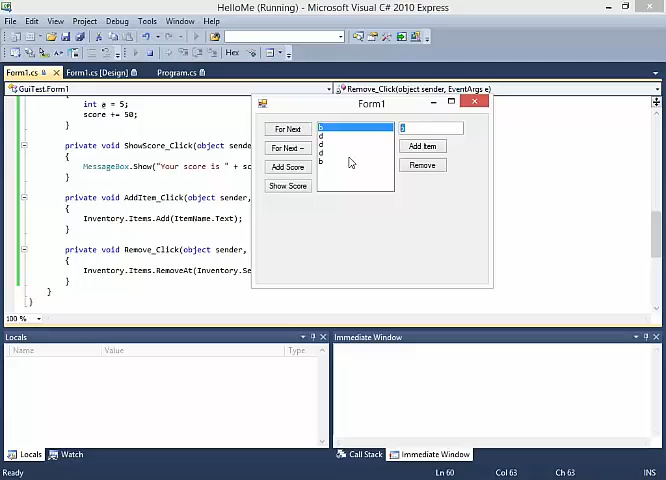 HelloMe (Running) - Microsoft Visual C# 2010 Express
File Edit View Project Debug Tools Window Help
Hex
Form1.cs Form1.cs [Design] Program.cs
GuiTest.Form1 Remove_Click(object sender, EventArgs e)
int a = 5;
score += 50;
}
private void ShowScore_Click(object sender,
{
MessageBox.Show("Your score is " + sc
}
private void AddItem_Click(object sender,
{
Inventory.Items.Add(ItemName.Text);
}
private void Remove_Click(object sender,
{
Inventory.Items.RemoveAt(Inventory.Se
}
}
}
Form1
For Next
For Next --
Add Score
Show Score
b
d
d
d
b
Add Item
Remove
100 %
Locals
Name Value Type
Immediate Window
Locals Watch
Call Stack Immediate Window
Ready Ln 60 Col 63 Ch 63 INS